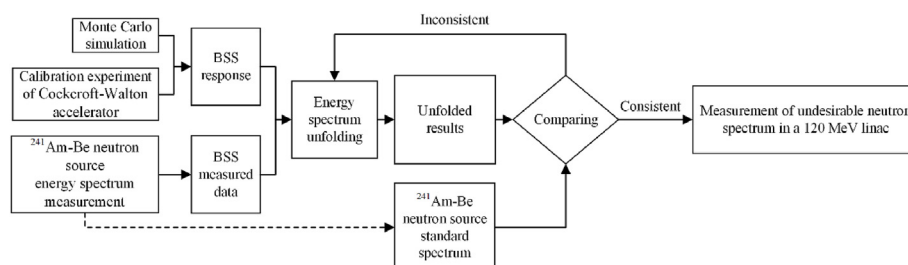 Monte Carlo
simulation
Calibration experiment
of Cockcroft-Walton
accelerator
BSS
response
241Am-Be neutron
source
energy spectrum
measurement
BSS
measured
data
Inconsistent
Energy
spectrum
unfolding
Unfolded
results
Comparing
Consistent
Measurement of undesirable neutron
spectrum in a 120 MeV linac
241Am-Be
neutron source
standard
spectrum